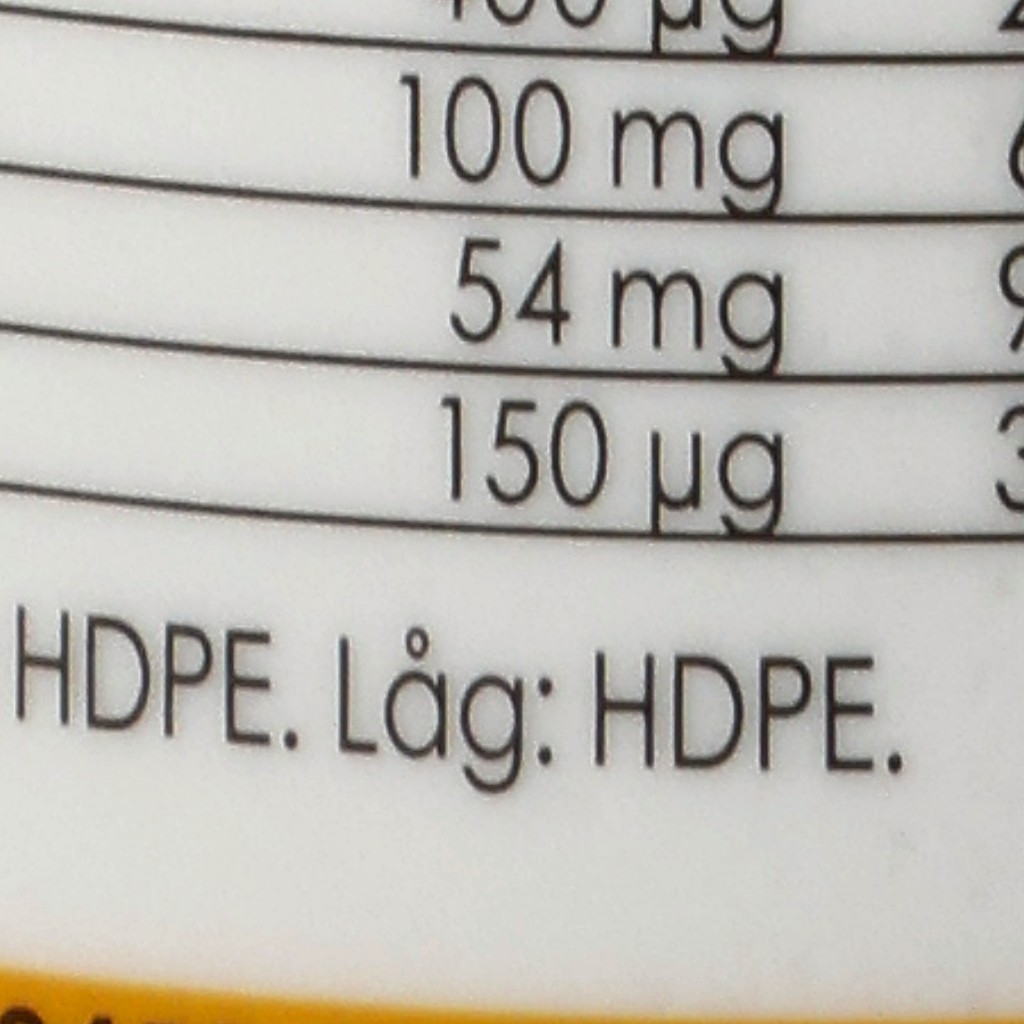 100 mg
54 mg
150 µg
HDPE. Låg: HDPE.